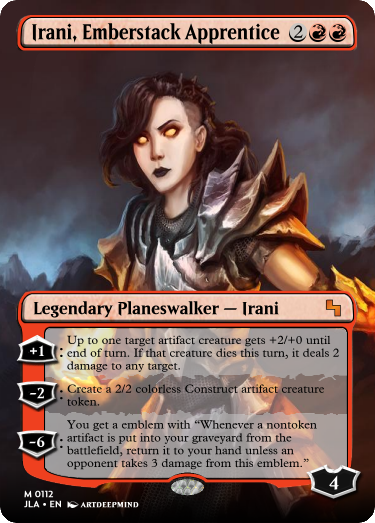 Irani, Emberstack Apprentice 2
Legendary Planeswalker — Irani
+1: Up to one target artifact creature gets +2/+0 until
end of turn. If that creature dies this turn, it deals 2
damage to any target.
-2: Create a 2/2 colorless Construct artifact creature
token.
You get a emblem with “Whenever a nontoken
artifact is put into your graveyard from the
-6: battlefield, return it to your hand unless an
opponent takes 3 damage from this emblem.”
4
M 0112
JLA • EN ARTDEEPMIND